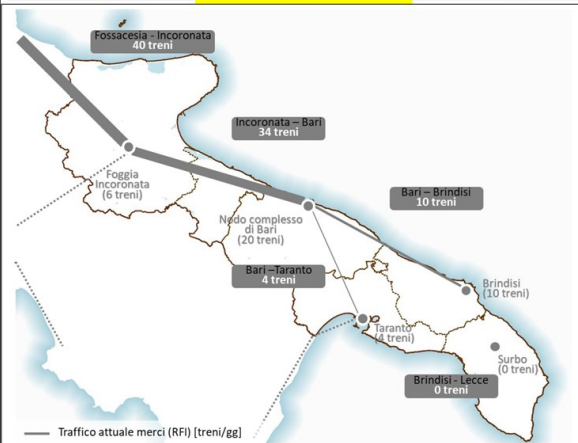 Fossacesia - Incoronata
40 treni
Incoronata – Bari
34 treni
Foggia
Incoronata
(6 treni)
Bari – Brindisi
10 treni
Nodo complesso
di Bari
(20 treni)
Bari –Taranto
4 treni
Brindisi
(10 treni)
Taranto
(4 treni)
Surbo
(0 treni)
Brindisi - Lecce
0 treni
Traffico attuale merci (RFI) [treni/gg]